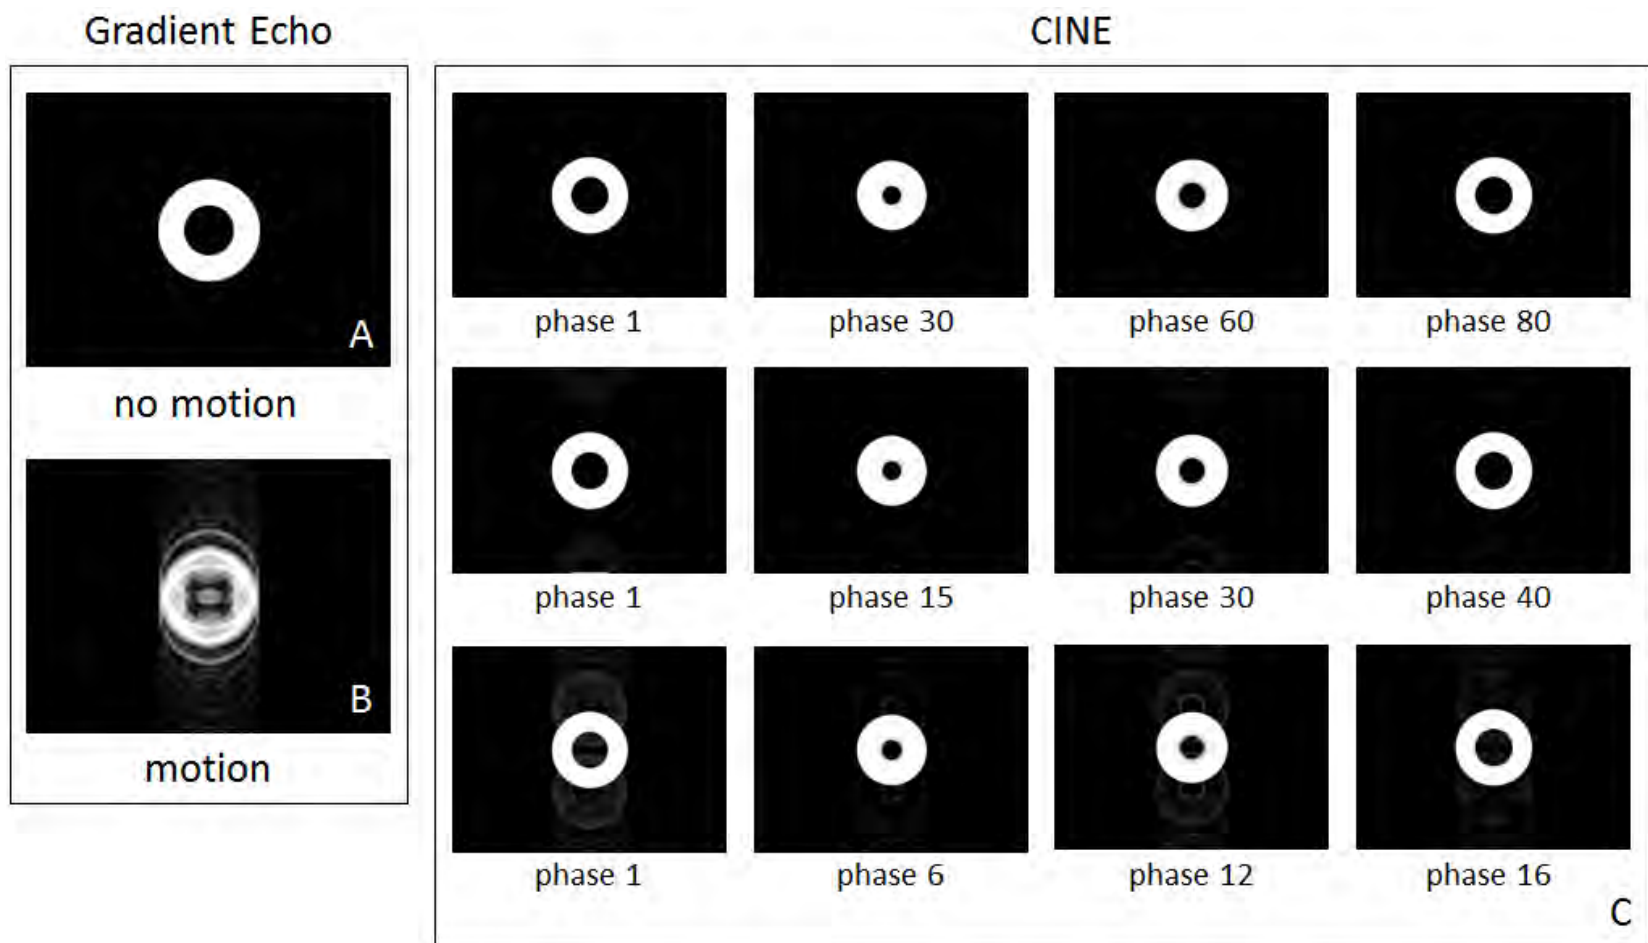 Gradient Echo
CINE
A
no motion
B
motion
phase 1
phase 30
phase 60
phase 80
phase 1
phase 15
phase 30
phase 40
phase 1
phase 6
phase 12
phase 16
C